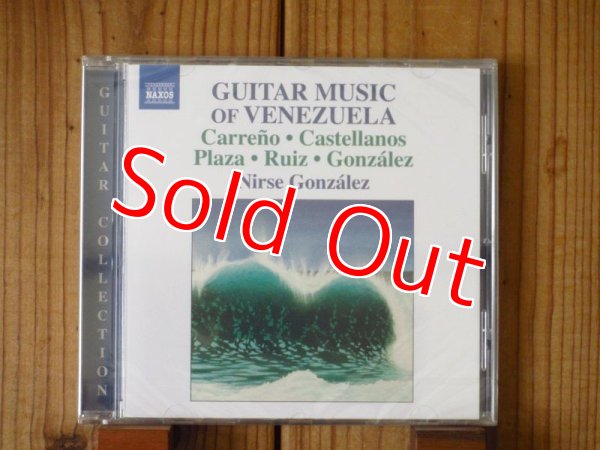 NAXOS
GUITAR COLLECTION
GUITAR MUSIC
OF VENEZUELA
Carreño • Castellanos
Plaza • Ruiz • González
Nirse González
Sold Out